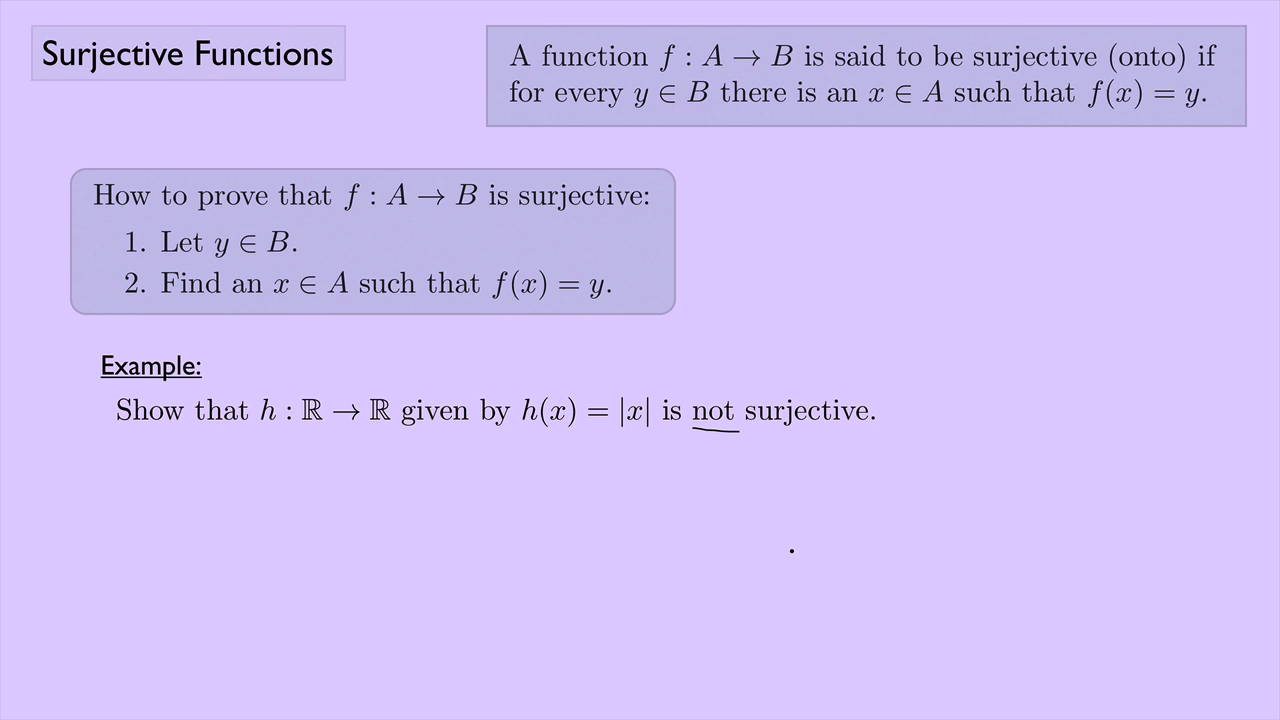 Surjective Functions
A function f : A → B is said to be surjective (onto) if
for every y ∈ B there is an x ∈ A such that f(x) = y.
How to prove that f : A → B is surjective:
1. Let y ∈ B.
2. Find an x ∈ A such that f(x) = y.
Example:
Show that h : ℝ → ℝ given by h(x) = |x| is not surjective.